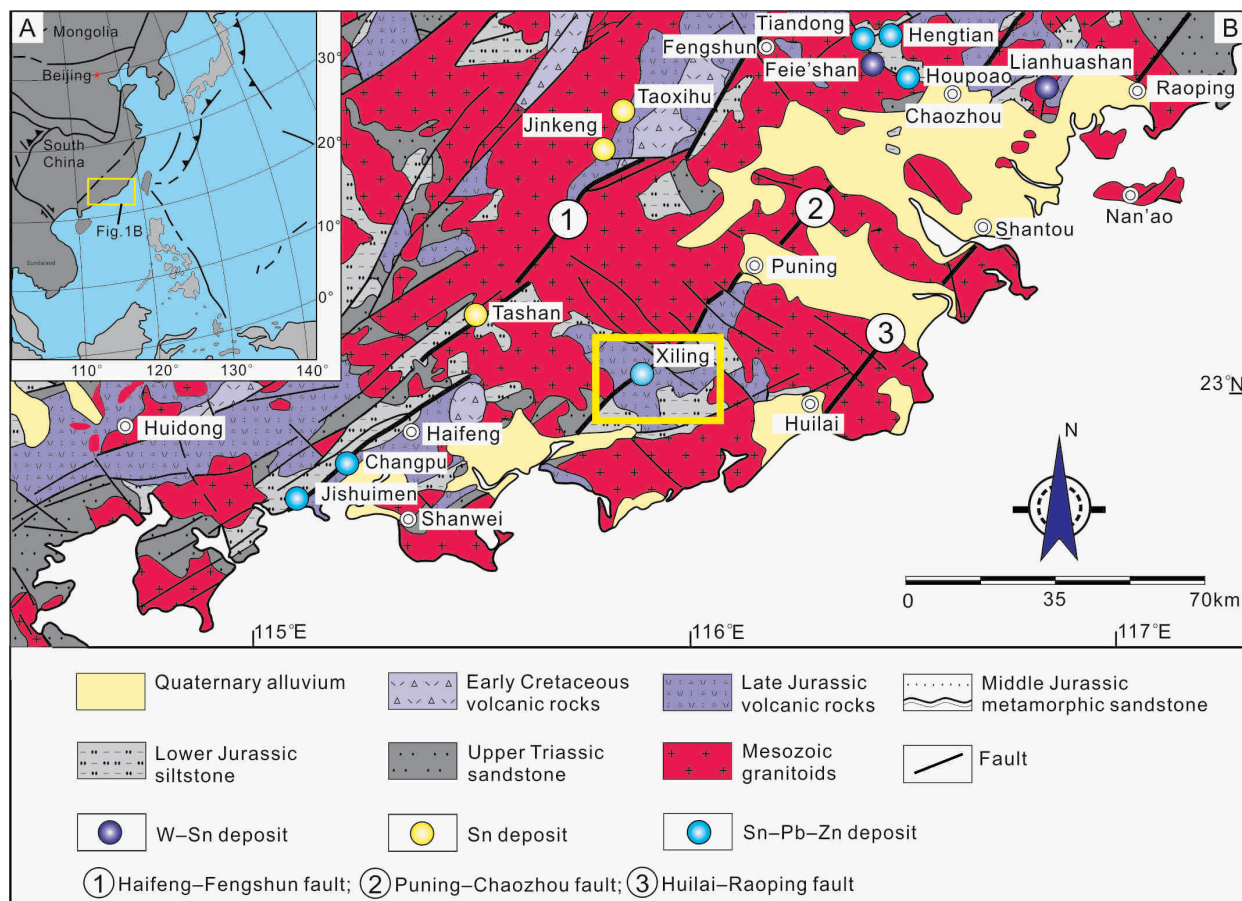 A
Mongolia
Beijing
South
China
Fig.1B
Sundaland
30°
20°
10°
0°
110°
120°
130°
140°
B
Tiandong
Hengtian
Fengshun
Feie'shan
Houpoao
Lianhuashan
Raoping
Chaozhou
Taoxihu
Jinkeng
1
2
Nan'ao
Shantou
Puning
Tashan
3
Xiling
23°N
Huidong
Haifeng
Huilai
Changpu
Jishuimen
Shanwei
N
0 35 70km
115°E
116°E
117°E
Quaternary alluvium
Early Cretaceous
volcanic rocks
Late Jurassic
volcanic rocks
Middle Jurassic
metamorphic sandstone
Lower Jurassic
siltstone
Upper Triassic
sandstone
Mesozoic
granitoids
Fault
W–Sn deposit
Sn deposit
Sn–Pb–Zn deposit
1 Haifeng–Fengshun fault; 2 Puning–Chaozhou fault; 3 Huilai–Raoping fault